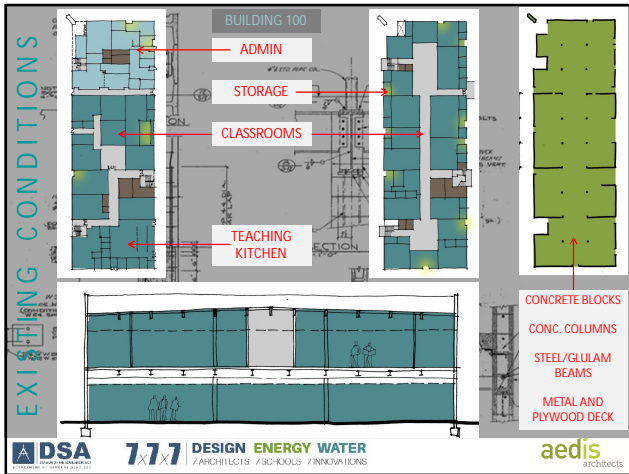 EXISTING CONDITIONS
BUILDING 100
ADMIN
STORAGE
CLASSROOMS
TEACHING
KITCHEN
CONCRETE BLOCKS
CONC. COLUMNS
STEEL/GLULAM
BEAMS
METAL AND
PLYWOOD DECK
DSA
7x7x7
DESIGN ENERGY WATER
7 ARCHITECTS 7 SCHOOLS 7 INNOVATIONS
aedis
architects